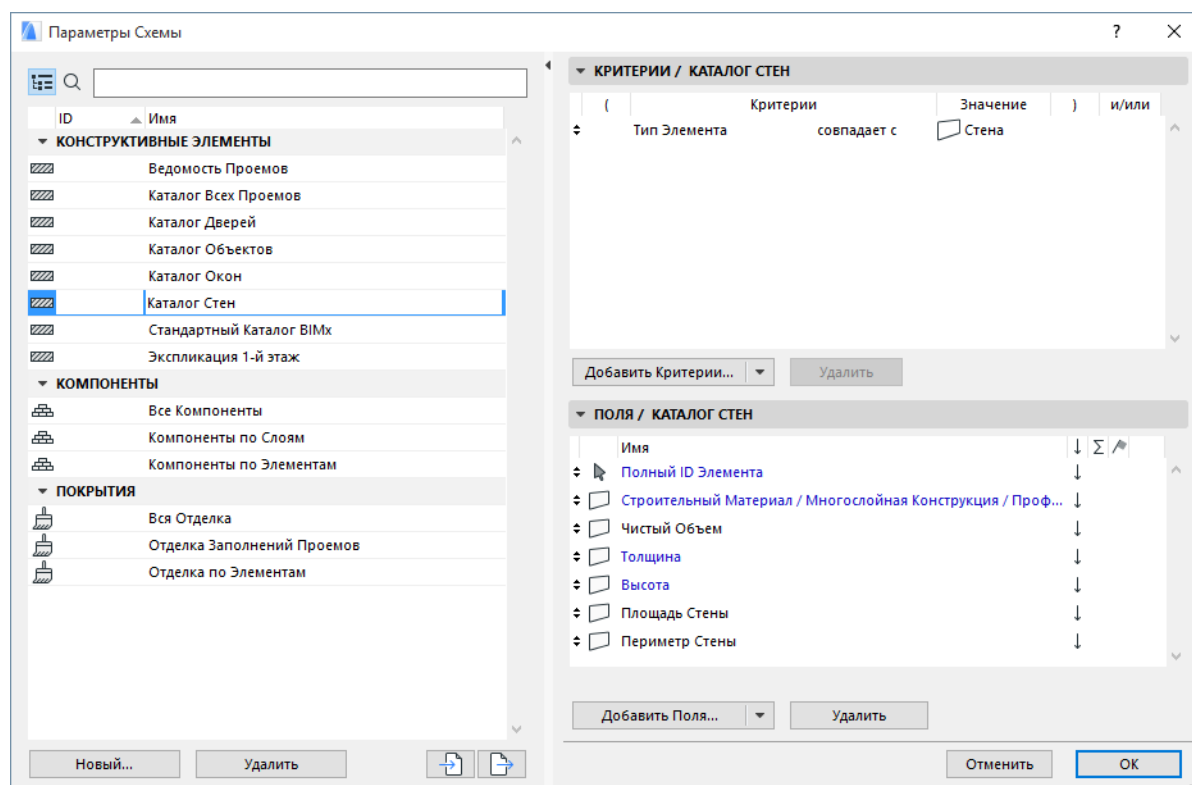 Параметры Схемы
?
ID Имя
КОНСТРУКТИВНЫЕ ЭЛЕМЕНТЫ
Ведомость Проемов
Каталог Всех Проемов
Каталог Дверей
Каталог Объектов
Каталог Окон
Каталог Стен
Стандартный Каталог BIMx
Экспликация 1-й этаж
КОМПОНЕНТЫ
Все Компоненты
Компоненты по Слоям
Компоненты по Элементам
ПОКРЫТИЯ
Вся Отделка
Отделка Заполнений Проемов
Отделка по Элементам
Новый...
Удалить
КРИТЕРИИ / КАТАЛОГ СТЕН
( Критерии Значение ) и/или
Тип Элемента совпадает с Стена
Добавить Критерии...
Удалить
ПОЛЯ / КАТАЛОГ СТЕН
Имя ↓ Σ
Полный ID Элемента ↓
Строительный Материал / Многослойная Конструкция / Проф... ↓
Чистый Объем ↓
Толщина ↓
Высота ↓
Площадь Стены ↓
Периметр Стены ↓
Добавить Поля...
Удалить
Отменить
OK